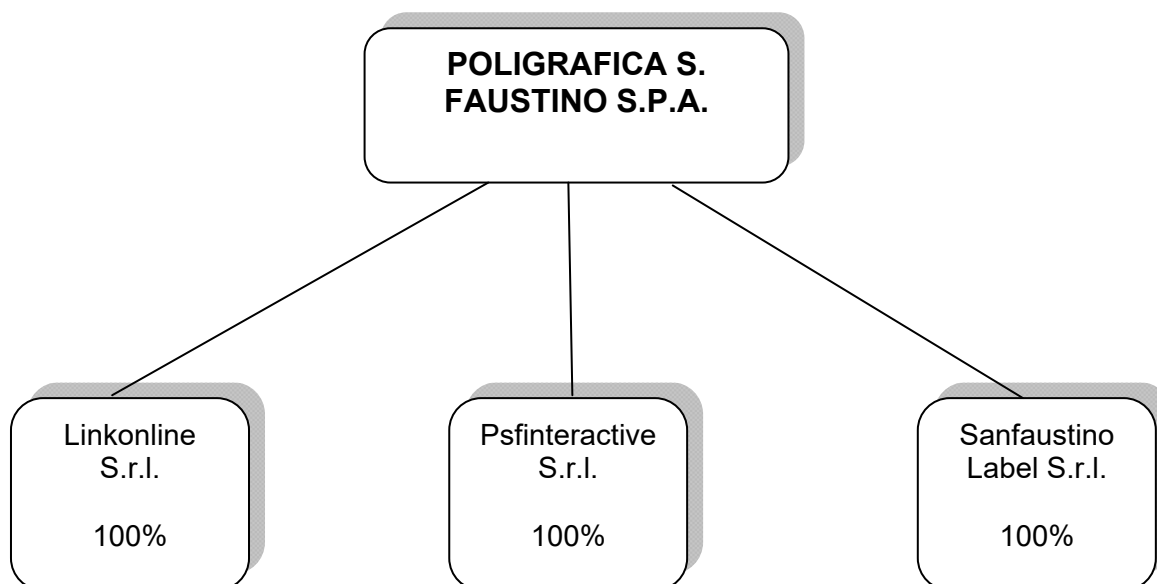 POLIGRAFICA S.
FAUSTINO S.P.A.
Linkonline
S.r.l.
100%
Psfinteractive
S.r.l.
100%
Sanfaustino
Label S.r.l.
100%